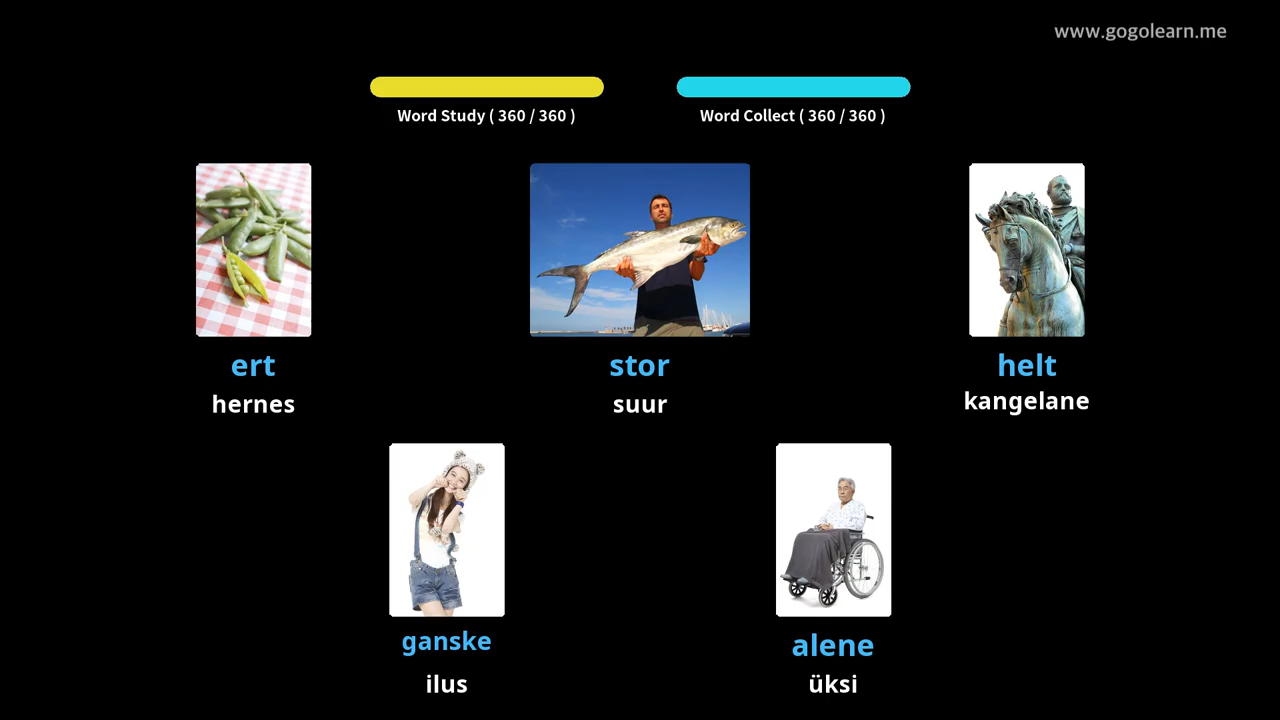 www.gogolearn.me
Word Study ( 360 / 360 )
Word Collect ( 360 / 360 )
ert
hernes
stor
suur
helt
kangelane
ganske
ilus
alene
üksi